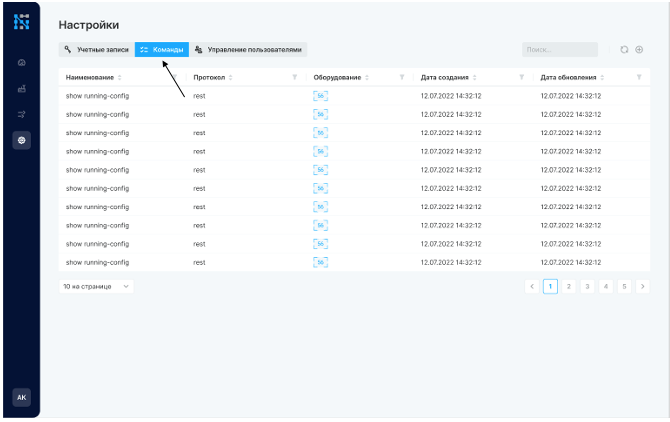 Настройки
Учетные записи Команды Управление пользователями Поиск...
Наименование Протокол Оборудование Дата создания Дата обновления
show running-config rest 56 12.07.2022 14:32:12 12.07.2022 14:32:12
show running-config rest 56 12.07.2022 14:32:12 12.07.2022 14:32:12
show running-config rest 56 12.07.2022 14:32:12 12.07.2022 14:32:12
show running-config rest 56 12.07.2022 14:32:12 12.07.2022 14:32:12
show running-config rest 56 12.07.2022 14:32:12 12.07.2022 14:32:12
show running-config rest 56 12.07.2022 14:32:12 12.07.2022 14:32:12
show running-config rest 56 12.07.2022 14:32:12 12.07.2022 14:32:12
show running-config rest 56 12.07.2022 14:32:12 12.07.2022 14:32:12
show running-config rest 56 12.07.2022 14:32:12 12.07.2022 14:32:12
show running-config rest 56 12.07.2022 14:32:12 12.07.2022 14:32:12
10 на странице < 1 2 3 4 5 >
АК